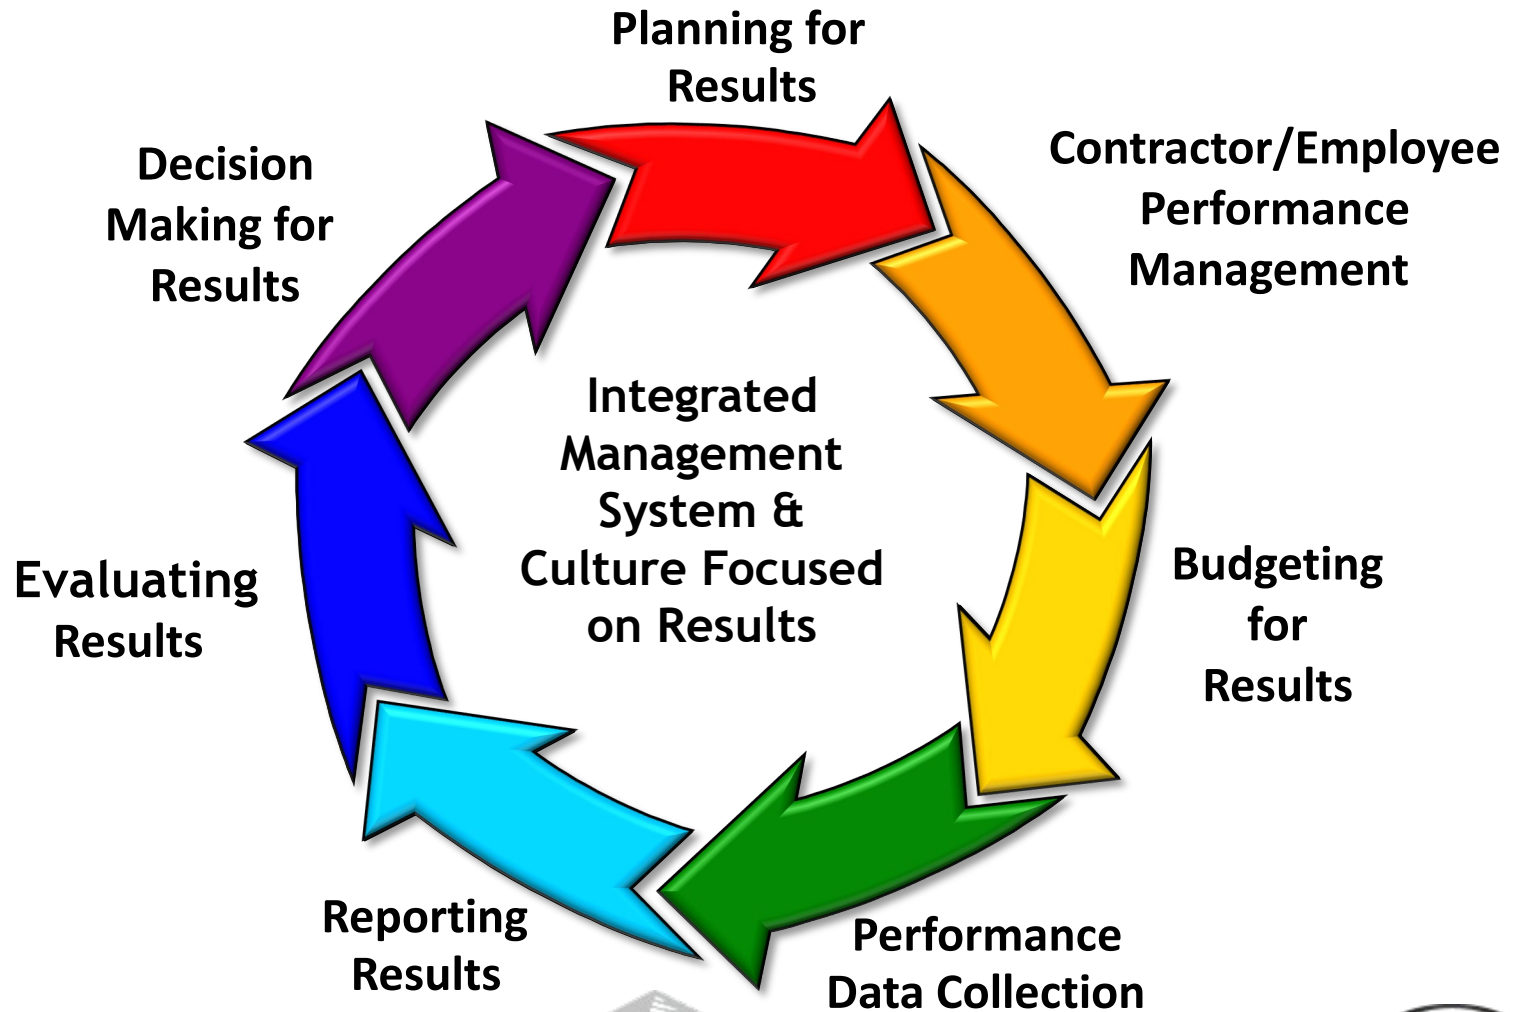 Planning for
Results
Contractor/Employee
Performance
Management
Budgeting
for
Results
Performance
Data Collection
Reporting
Results
Evaluating
Results
Decision
Making for
Results
Integrated
Management
System &
Culture Focused
on Results